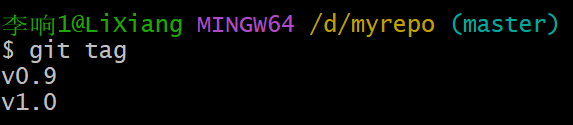 李响1@LiXiang MINGW64 /d/myrepo (master)
$ git tag
v0.9
v1.0